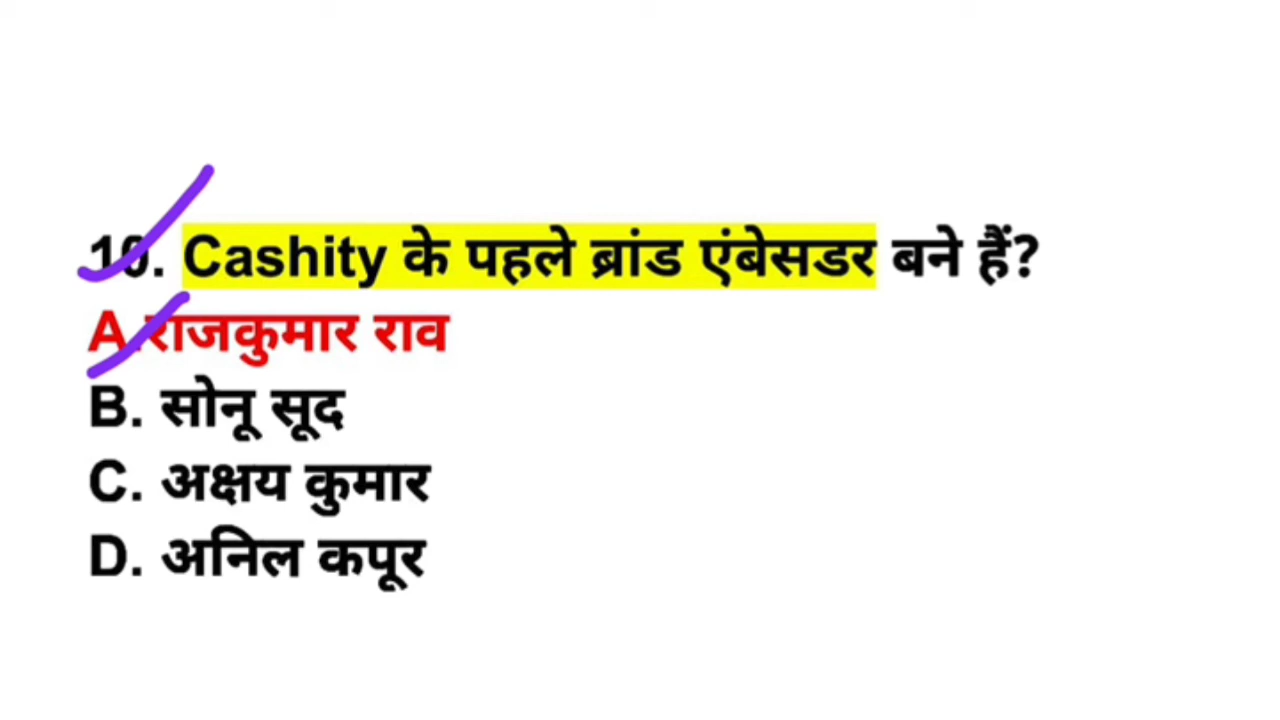 10. Cashity के पहले ब्रांड एंबेसडर बने हैं?
A.राजकुमार राव
B. सोनू सूद
C. अक्षय कुमार
D. अनिल कपूर